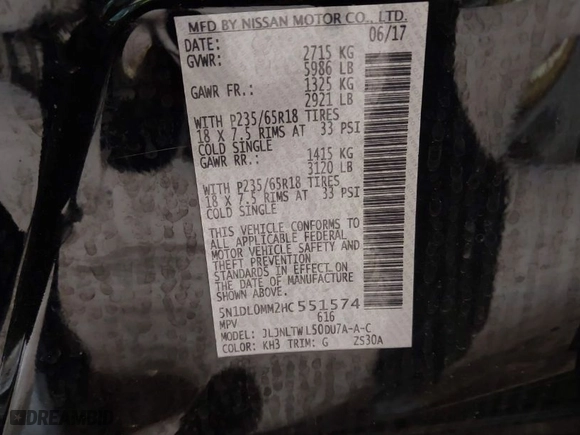 MFD BY NISSAN MOTOR CO., LTD.
DATE: 06/17
GVWR: 2715 KG
5986 LB
GAWR FR.: 1325 KG
2921 LB
WITH P235/65R18 TIRES
18 X 7.5 RIMS AT 33 PSI
COLD SINGLE
GAWR RR.: 1415 KG
3120 LB
WITH P235/65R18 TIRES
18 X 7.5 RIMS AT 33 PSI
COLD SINGLE
THIS VEHICLE CONFORMS TO
ALL APPLICABLE FEDERAL
MOTOR VEHICLE SAFETY AND
THEFT PREVENTION
STANDARDS IN EFFECT ON
THE DATE OF MANUFACTURE
SHOWN ABOVE.
5N1DL0MM2HC551574
MPV 616
MODEL: JLJNLTWL50DU7A-A-C
COLOR: KH3 TRIM: G ZS30A
DREAMBID